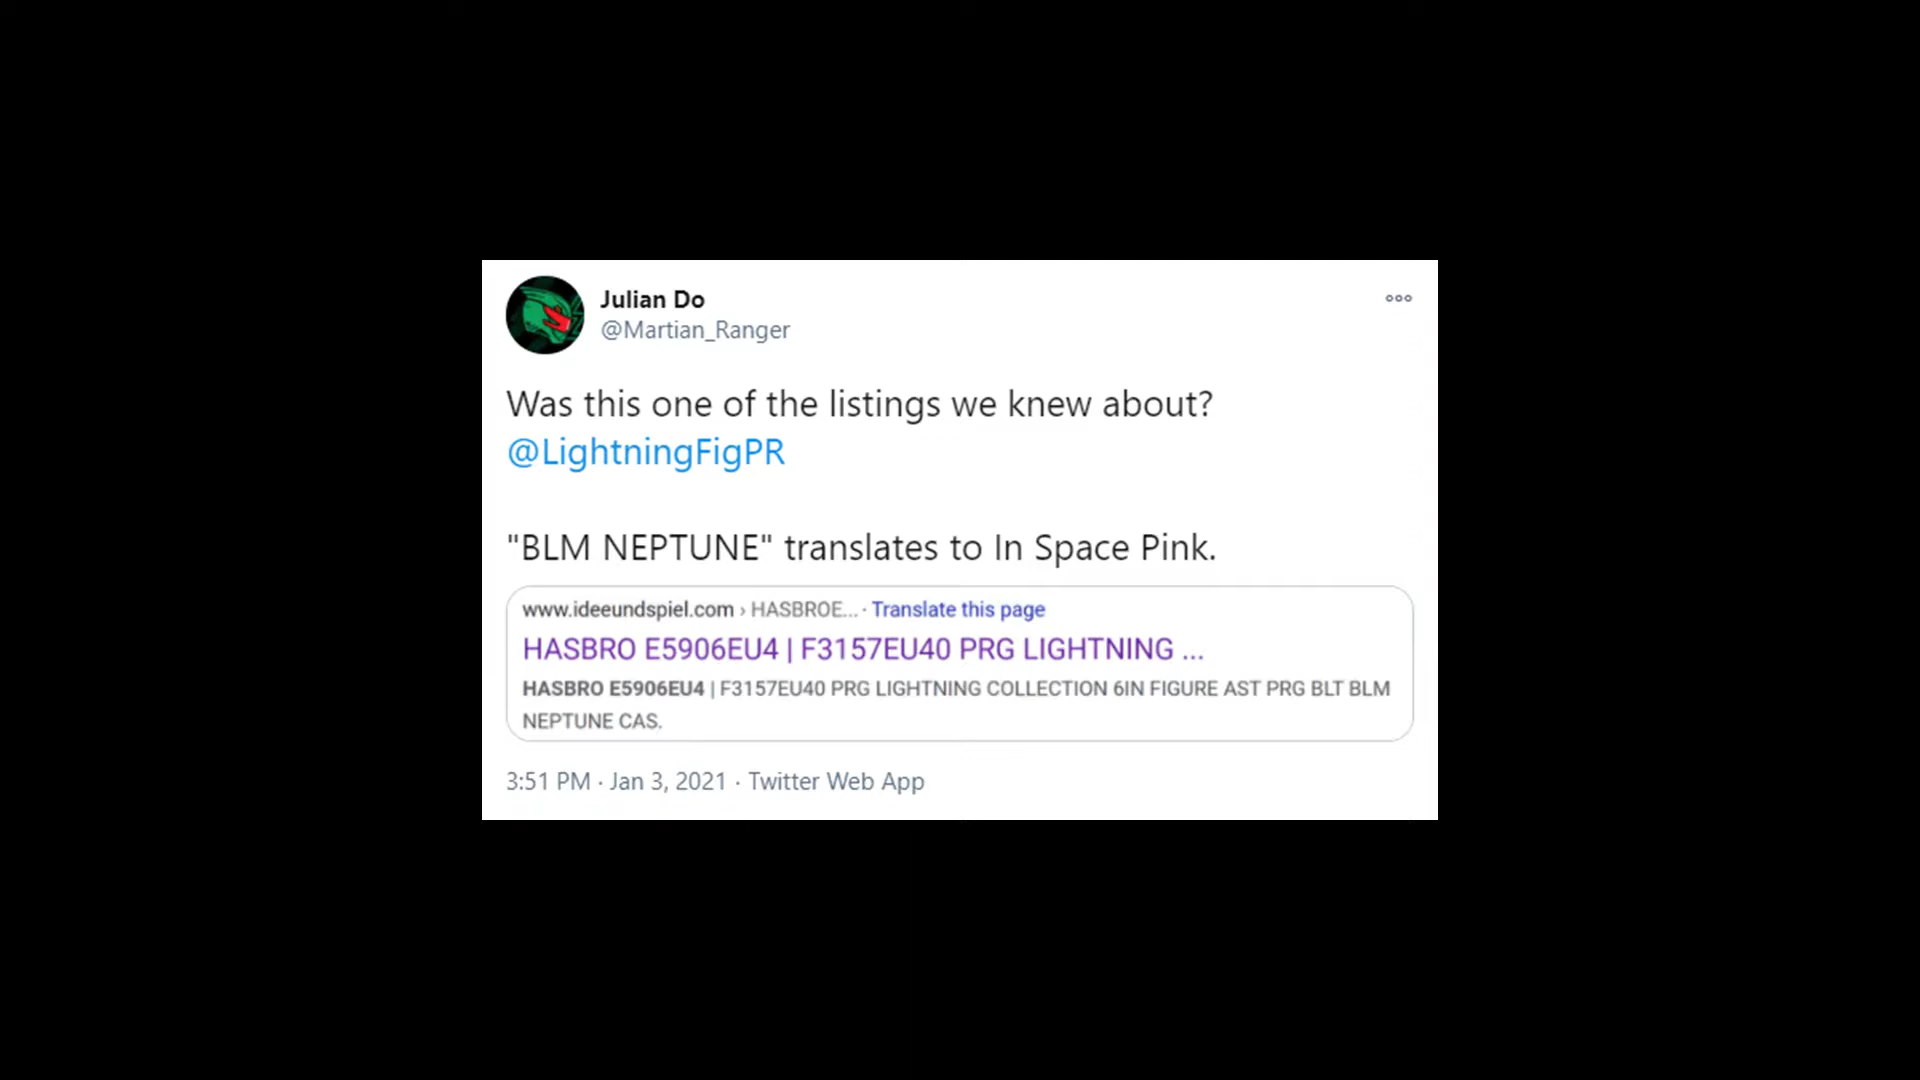 Julian Do
@Martian_Ranger
Was this one of the listings we knew about?
@LightningFigPR
"BLM NEPTUNE" translates to In Space Pink.
www.ideeundspiel.com › HASBROE... · Translate this page
HASBRO E5906EU4 | F3157EU40 PRG LIGHTNING ...
HASBRO E5906EU4 | F3157EU40 PRG LIGHTNING COLLECTION 6IN FIGURE AST PRG BLT BLM
NEPTUNE CAS.
3:51 PM · Jan 3, 2021 · Twitter Web App